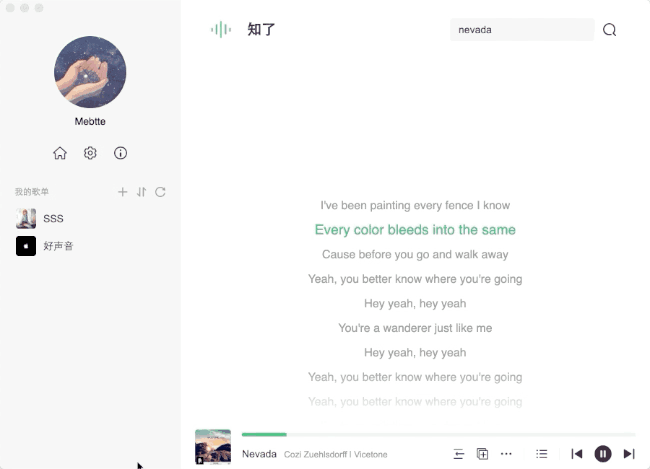 知了
nevada
Mebtte
我的歌单
SSS
好声音
I've been painting every fence I know
Every color bleeds into the same
Cause before you go and walk away
Yeah, you better know where you're going
Hey yeah, hey yeah
You're a wanderer just like me
Hey yeah, hey yeah
Yeah, you better know where you're going
Yeah, you better know where you're going
Nevada Cozi Zuehlsdorff | Vicetone